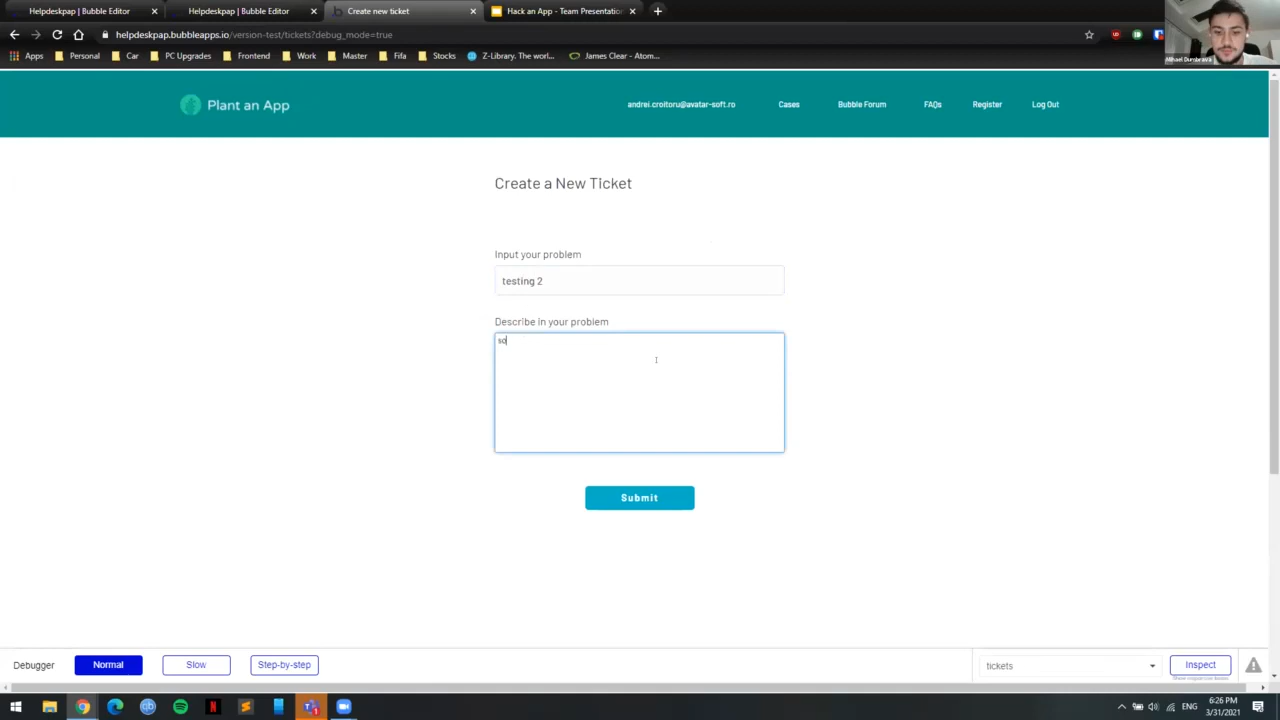 Helpdeskpap | Bubble Editor
Helpdeskpap | Bubble Editor
Create new ticket
Hack an App - Team Presentation
helpdeskpap.bubbleapps.io/version-test/tickets?debug_mode=true
Apps
Personal
Car
PC Upgrades
Frontend
Work
Master
Fifa
Stocks
Z-Library. The worl...
James Clear - Atom...
Plant an App
andrei.croitoru@avatar-soft.ro
Cases
Bubble Forum
FAQs
Register
Log Out
Create a New Ticket
Input your problem
testing 2
Describe in your problem
so
Submit
Debugger
Normal
Slow
Step-by-step
tickets
Inspect
ENG
6:26 PM
3/31/2021